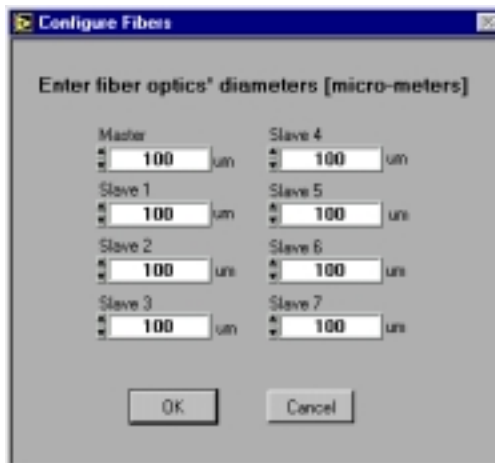 Configure Fibers
Enter fiber optics' diameters [micro-meters]
Master
100 um
Slave 1
100 um
Slave 2
100 um
Slave 3
100 um
Slave 4
100 um
Slave 5
100 um
Slave 6
100 um
Slave 7
100 um
OK Cancel